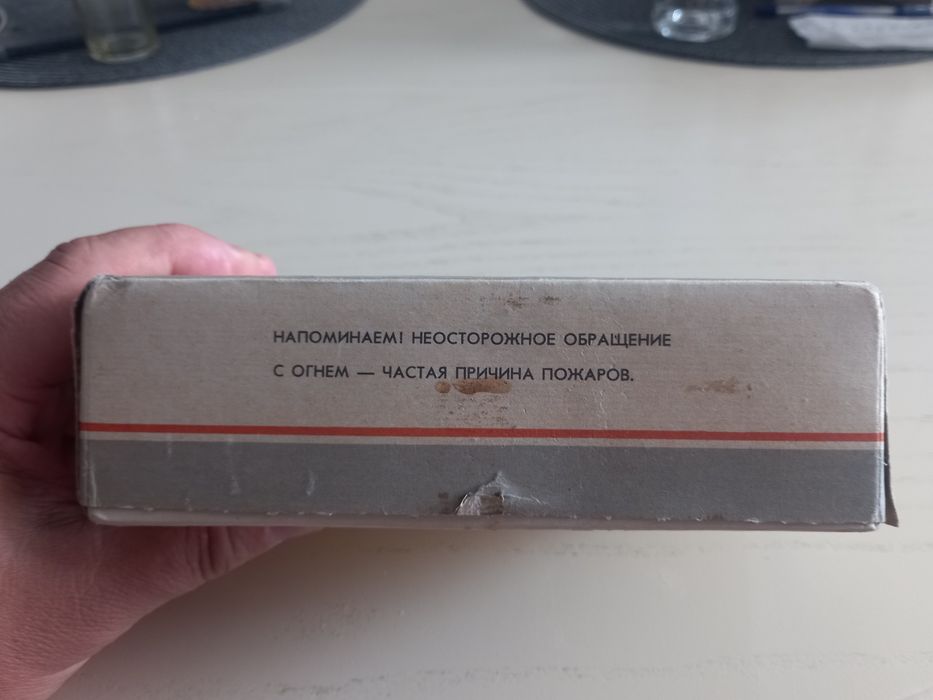 НАПОМИНАЕМ! НЕОСТОРОЖНОЕ ОБРАЩЕНИЕ
С ОГНЕМ — ЧАСТАЯ ПРИЧИНА ПОЖАРОВ.